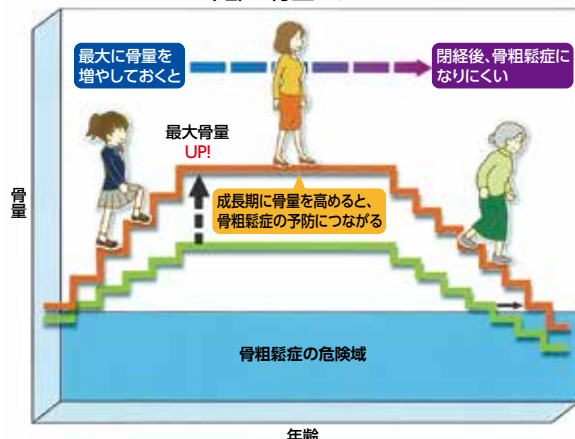 最大に骨量を
増やしておくと
閉経後、骨粗鬆症に
なりにくい
最大骨量
UP!
成長期に骨量を高めると、
骨粗鬆症の予防につながる
骨量
骨粗鬆症の危険域
年齢